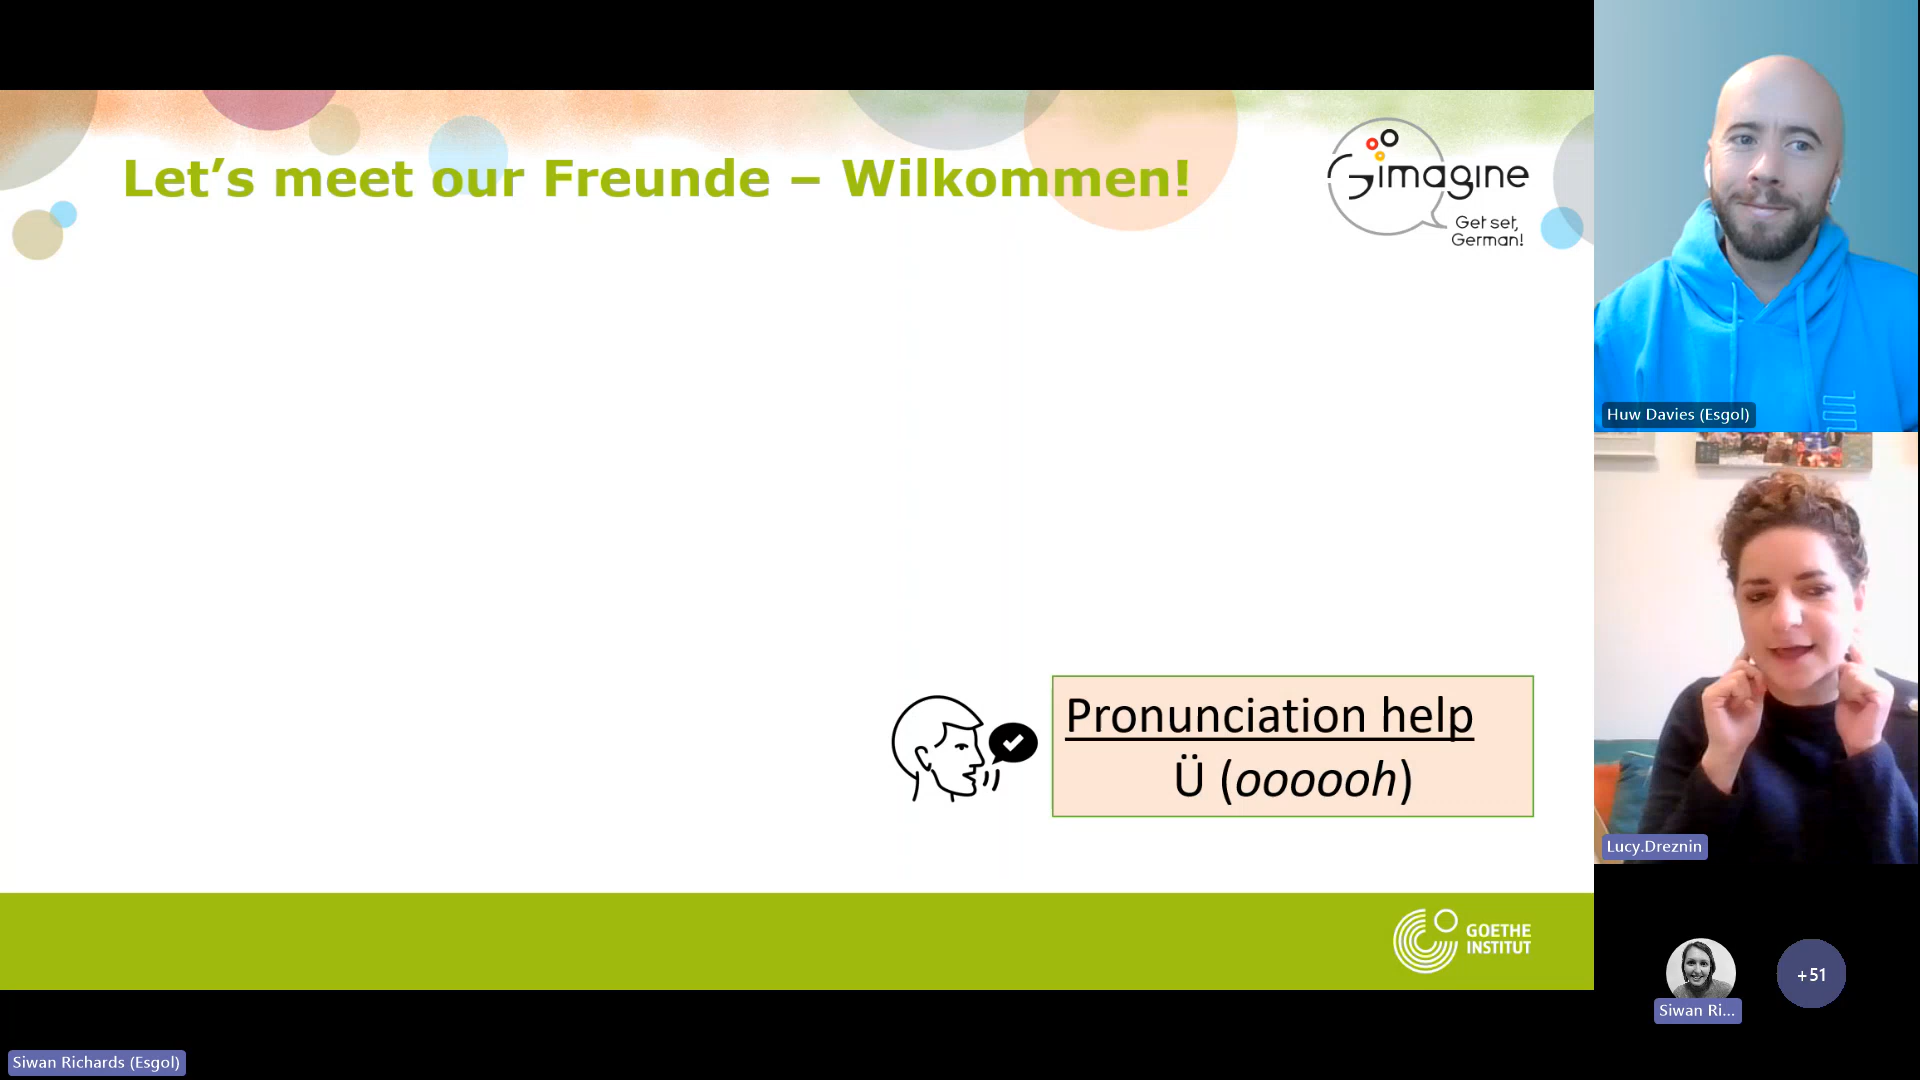 Let's meet our Freunde – Wilkommen!
Gimagine
Get set,
German!
Pronunciation help
Ü (oooooh)
GOETHE
INSTITUT
Huw Davies (Esgol)
Lucy.Dreznin
Siwan Ri...
+51
Siwan Richards (Esgol)